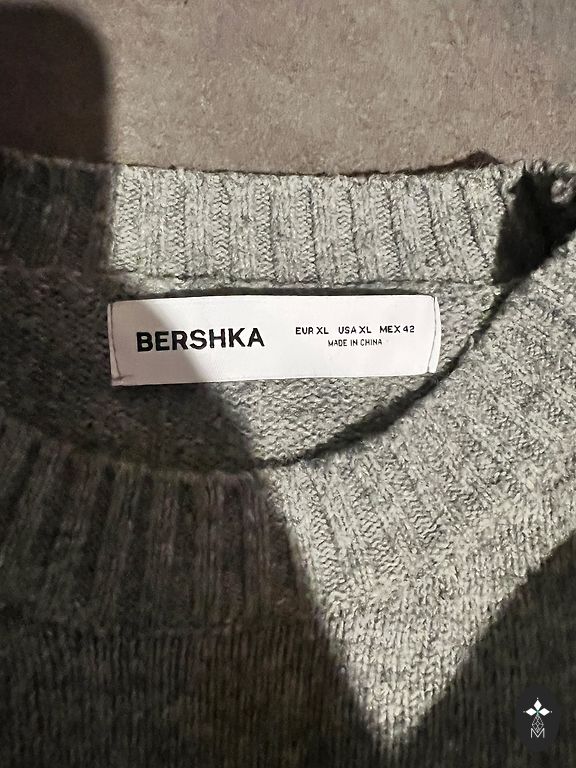 BERSHKA
EUR XL USA XL MEX 42
MADE IN CHINA